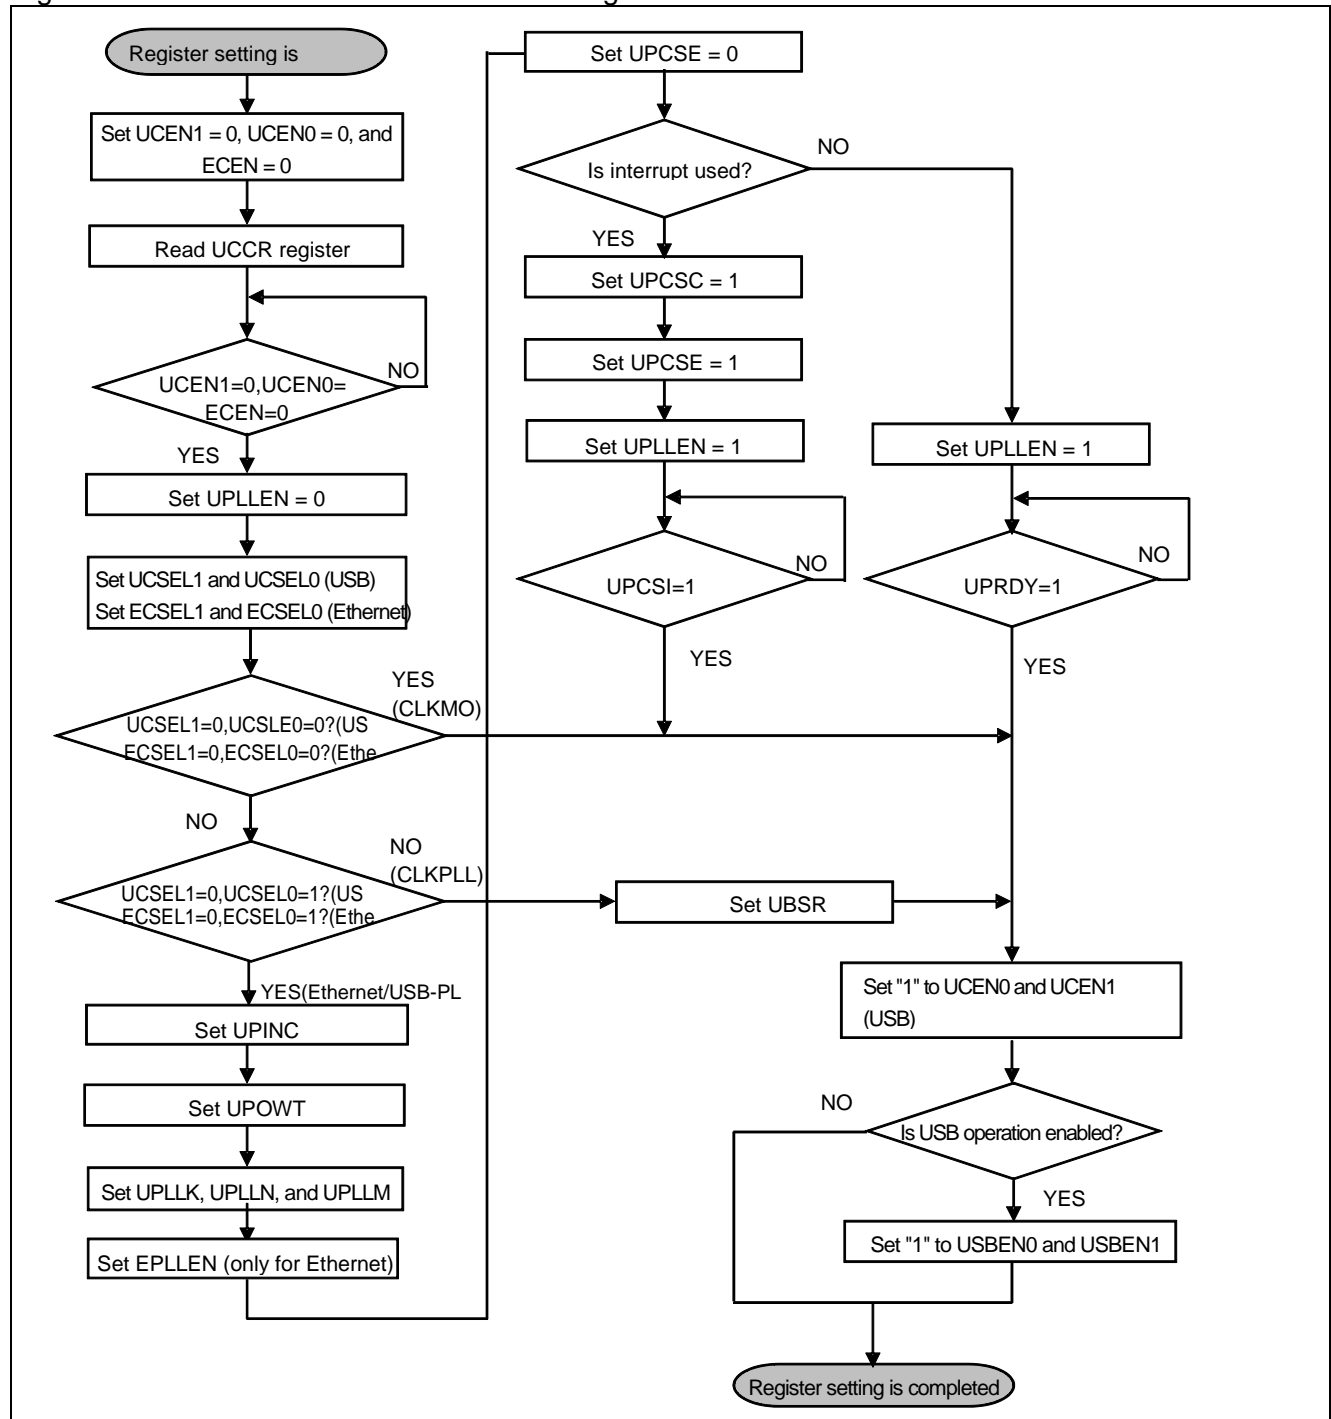 Register setting is
Set UCEN1 = 0, UCEN0 = 0, and
ECEN = 0
Read UCCR register
NO
UCEN1=0,UCEN0=
ECEN=0
YES
Set UPLLEN = 0
Set UCSEL1 and UCSEL0 (USB)
Set ECSEL1 and ECSEL0 (Ethernet)
YES
(CLKMO)
UCSEL1=0,UCSLE0=0?(US
ECSEL1=0,ECSEL0=0?(Ethe
NO
NO
(CLKPLL)
UCSEL1=0,UCSEL0=1?(US
ECSEL1=0,ECSEL0=1?(Ethe
YES(Ethernet/USB-PL
Set UPINC
Set UPOWT
Set UPLLK, UPLLN, and UPLLM
Set EPLLEN (only for Ethernet)
Set UPCSE = 0
Is interrupt used?
NO
YES
Set UPCSC = 1
Set UPCSE = 1
Set UPLLEN = 1
NO
UPCSI=1
YES
Set UPLLEN = 1
NO
UPRDY=1
YES
Set UBSR
Set "1" to UCEN0 and UCEN1
(USB)
NO
Is USB operation enabled?
YES
Set "1" to USBEN0 and USBEN1
Register setting is completed